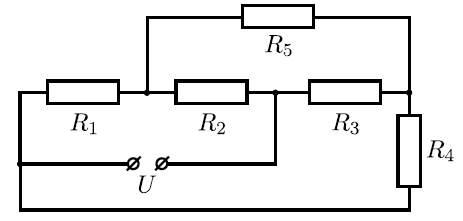 R₅
R₁ R₂ R₃
R₄
U